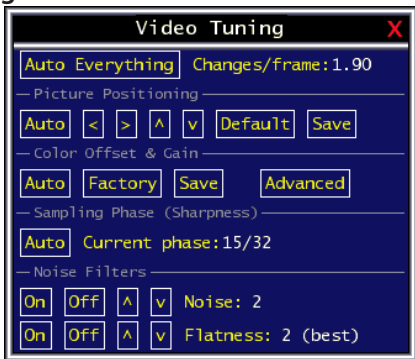 Video Tuning X
Auto Everything Changes/frame:1.90
Picture Positioning
Auto < > ^ v Default Save
Color Offset & Gain
Auto Factory Save Advanced
Sampling Phase (Sharpness)
Auto Current phase:15/32
Noise Filters
On Off ^ v Noise: 2
On Off ^ v Flatness: 2 (best)